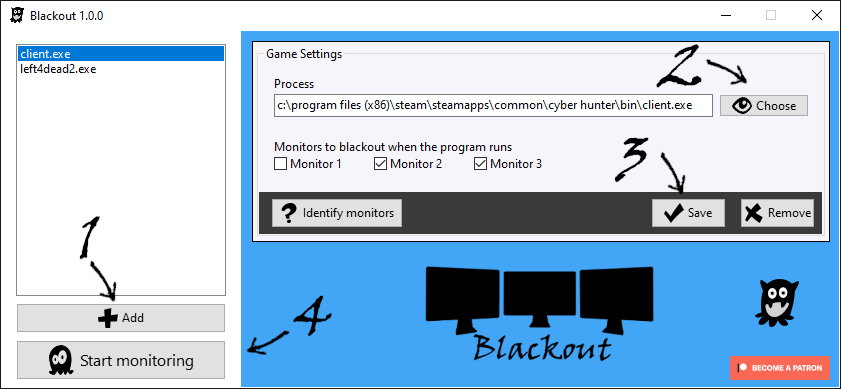 Blackout 1.0.0
client.exe
left4dead2.exe
1
Add
Start monitoring
Game Settings
2
Process
c:\program files (x86)\steam\steamapps\common\cyber hunter\bin\client.exe
Choose
Monitors to blackout when the program runs
Monitor 1
Monitor 2
Monitor 3
3
Identify monitors
Save
Remove
4
Blackout
BECOME A PATRON